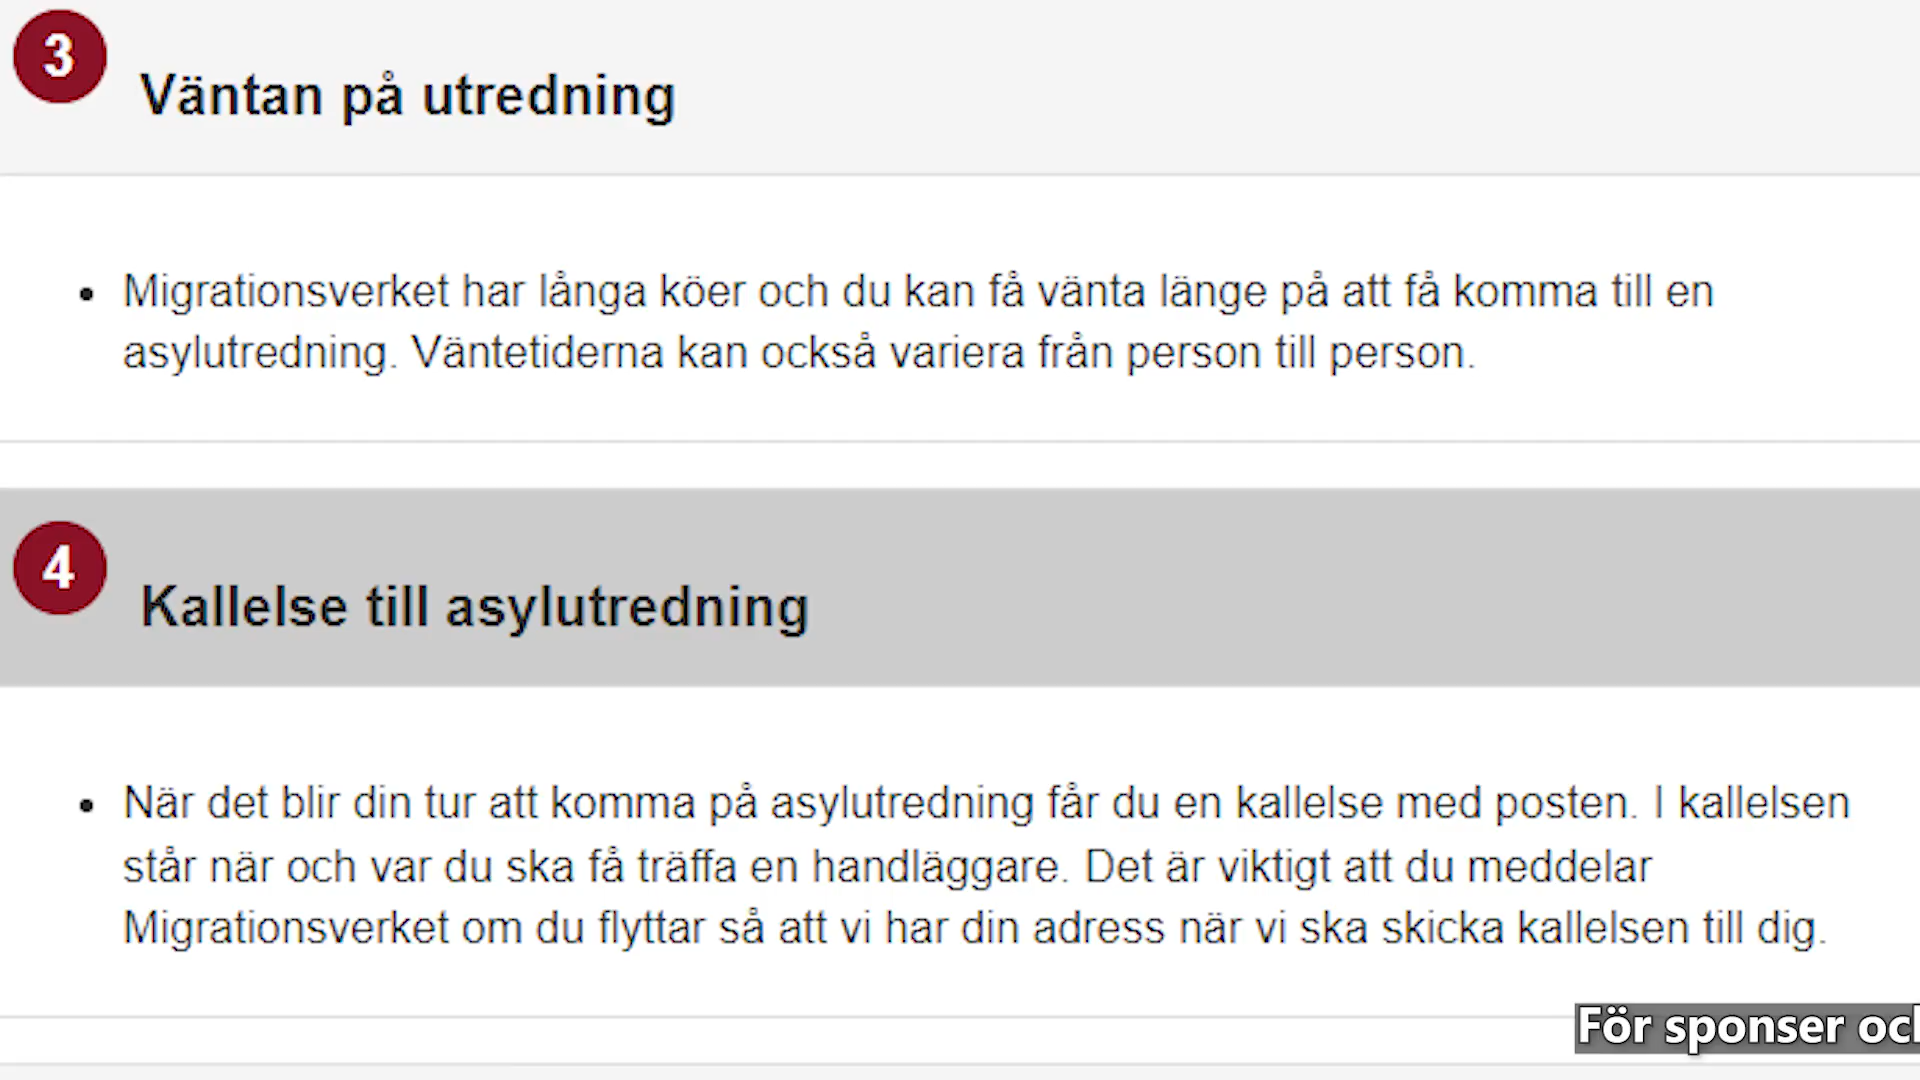 3
Väntan på utredning
Migrationsverket har långa köer och du kan få vänta länge på att få komma till en
asylutredning. Väntetiderna kan också variera från person till person.
4
Kallelse till asylutredning
När det blir din tur att komma på asylutredning får du en kallelse med posten. I kallelsen
står när och var du ska få träffa en handläggare. Det är viktigt att du meddelar
Migrationsverket om du flyttar så att vi har din adress när vi ska skicka kallelsen till dig.
För sponser